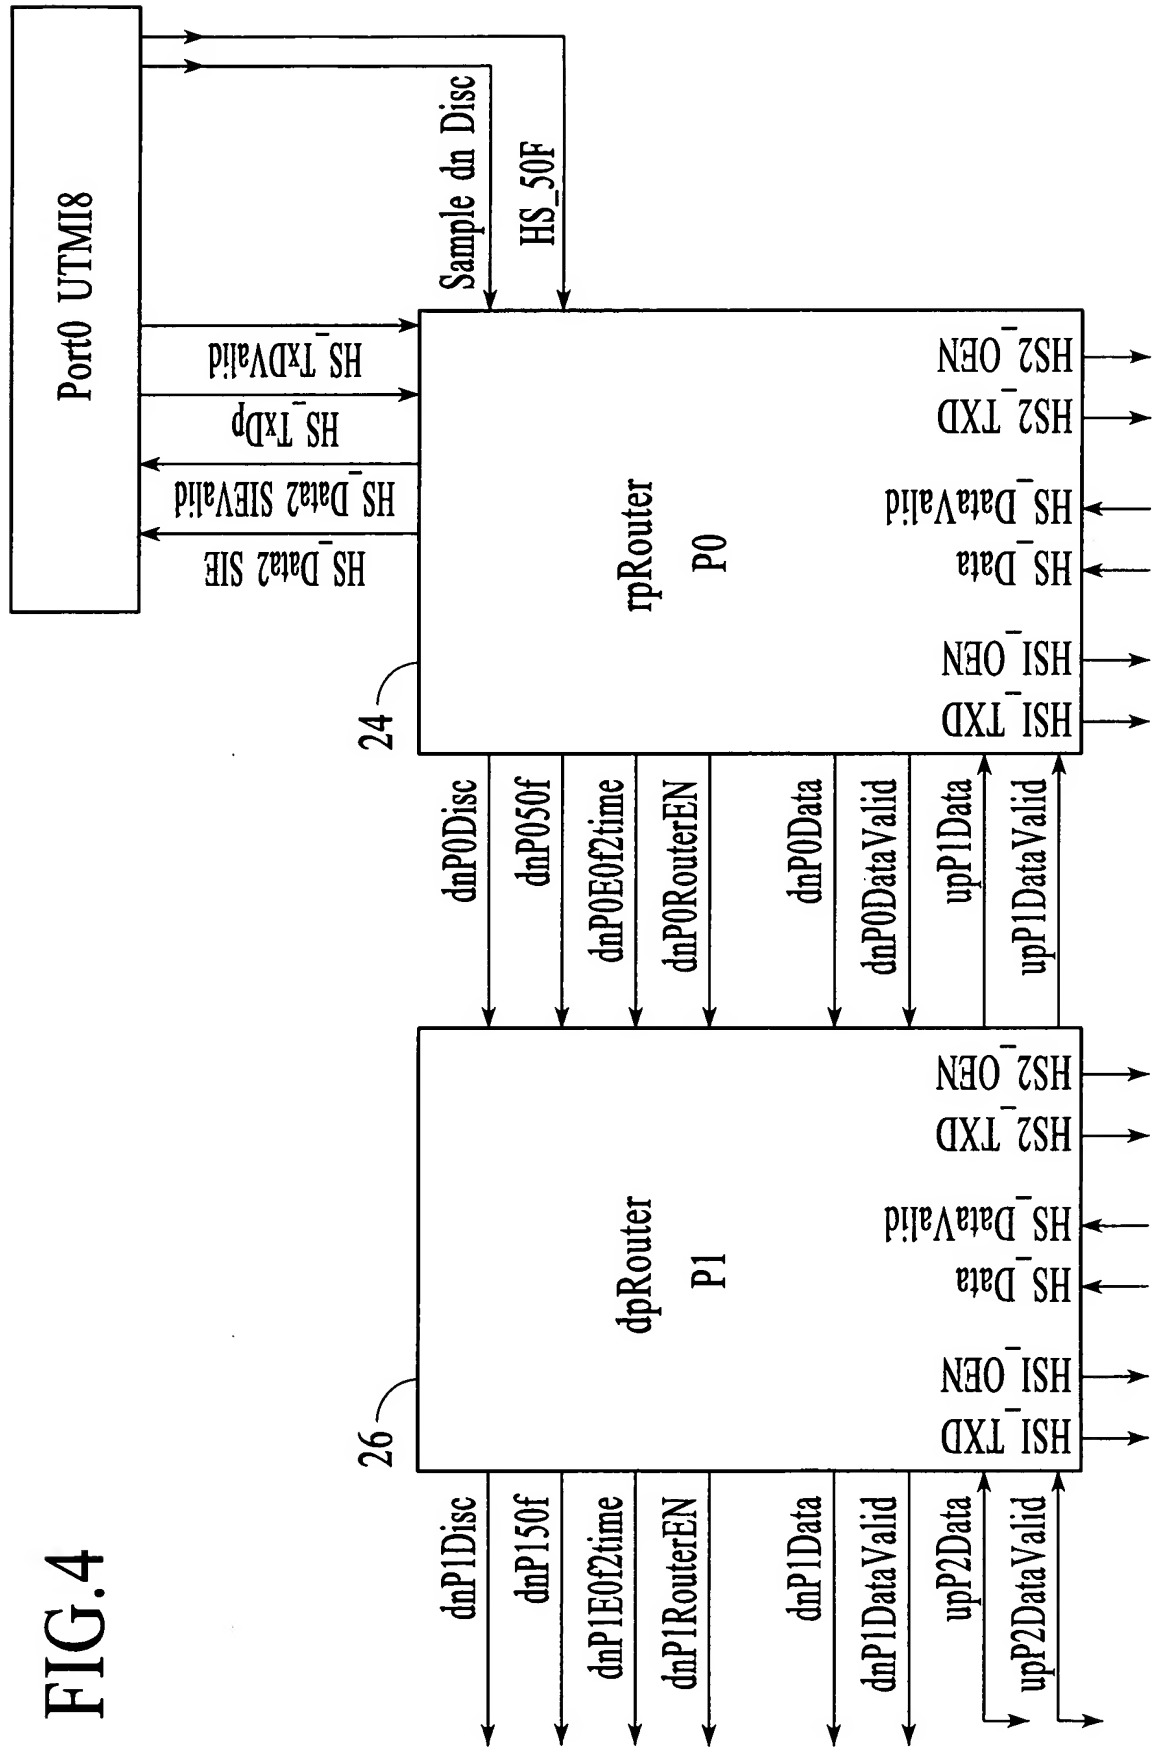 FIG.4
Port0 UTMI8
Sample dn Disc
HS_50F
HS_TxDValid
HS_TxDp
HS_Data2 SIEValid
HS_Data2 SIE
24
rpRouter
P0
HS2_OEN
HS2_TXD
HS_DataValid
HS_Data
HS1_OEN
HS1_TXD
dnP0Disc
dnP050f
dnP0E0f2time
dnP0RouterEN
dnP0Data
dnP0DataValid
upP1Data
upP1DataValid
26
dpRouter
P1
HS2_OEN
HS2_TXD
HS_DataValid
HS_Data
HS1_OEN
HS1_TXD
dnP1Disc
dnP150f
dnP1E0f2time
dnP1RouterEN
dnP1Data
dnP1DataValid
upP2Data
upP2DataValid